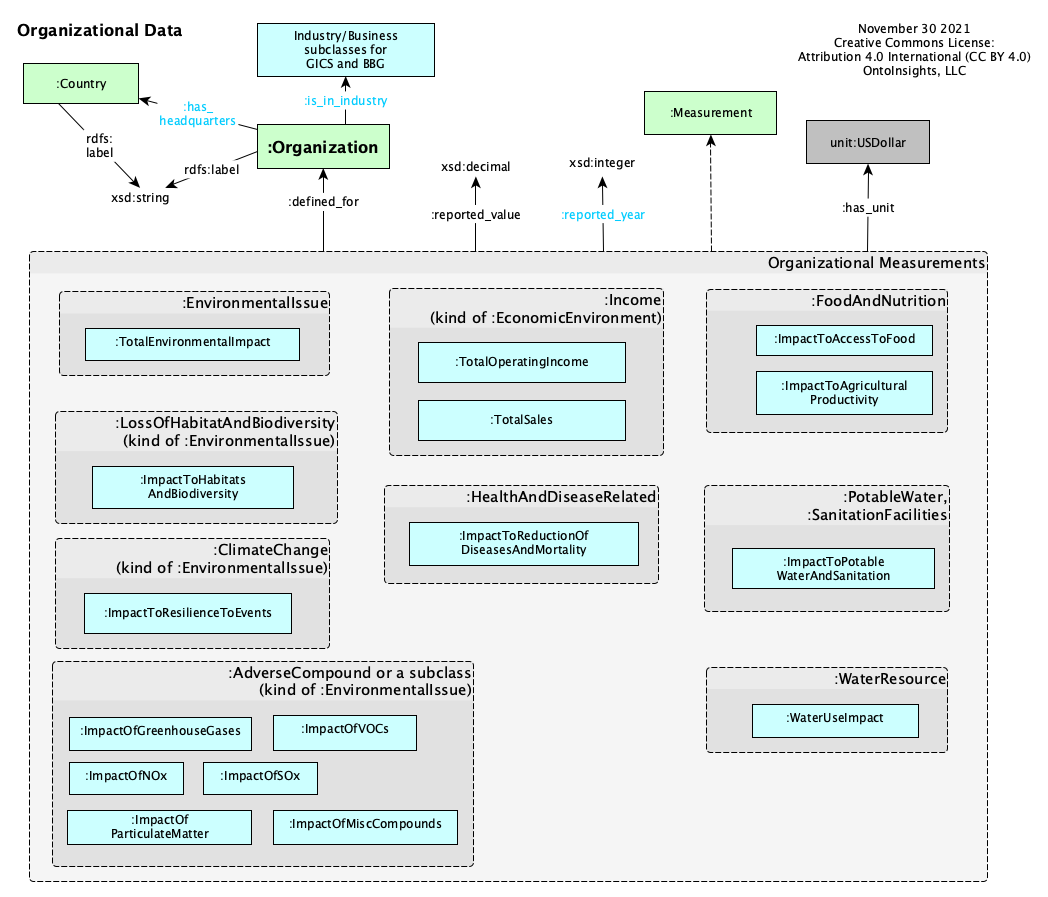 Organizational Data
November 30 2021
Creative Commons License:
Attribution 4.0 International (CC BY 4.0)
OntoInsights, LLC
Industry/Business
subclasses for
GICS and BBG
:Country
:has_
headquarters
:is_in_industry
:Measurement
rdfs:
label
:Organization
unit:USDollar
rdfs:label
xsd:string
xsd:decimal
xsd:integer
:defined_for
:reported_value
:reported_year
:has_unit
Organizational Measurements
:EnvironmentalIssue
:TotalEnvironmentalImpact
:Income
(kind of :EconomicEnvironment)
:TotalOperatingIncome
:TotalSales
:FoodAndNutrition
:ImpactToAccessToFood
:ImpactToAgricultural
Productivity
:LossOfHabitatAndBiodiversity
(kind of :EnvironmentalIssue)
:ImpactToHabitats
AndBiodiversity
:HealthAndDiseaseRelated
:ImpactToReductionOf
DiseasesAndMortality
:PotableWater,
:SanitationFacilities
:ImpactToPotable
WaterAndSanitation
:ClimateChange
(kind of :EnvironmentalIssue)
:ImpactToResilienceToEvents
:AdverseCompound or a subclass
(kind of :EnvironmentalIssue)
:ImpactOfGreenhouseGases
:ImpactOfVOCs
:ImpactOfNOx
:ImpactOfSOx
:ImpactOf
ParticulateMatter
:ImpactOfMiscCompounds
:WaterResource
:WaterUseImpact